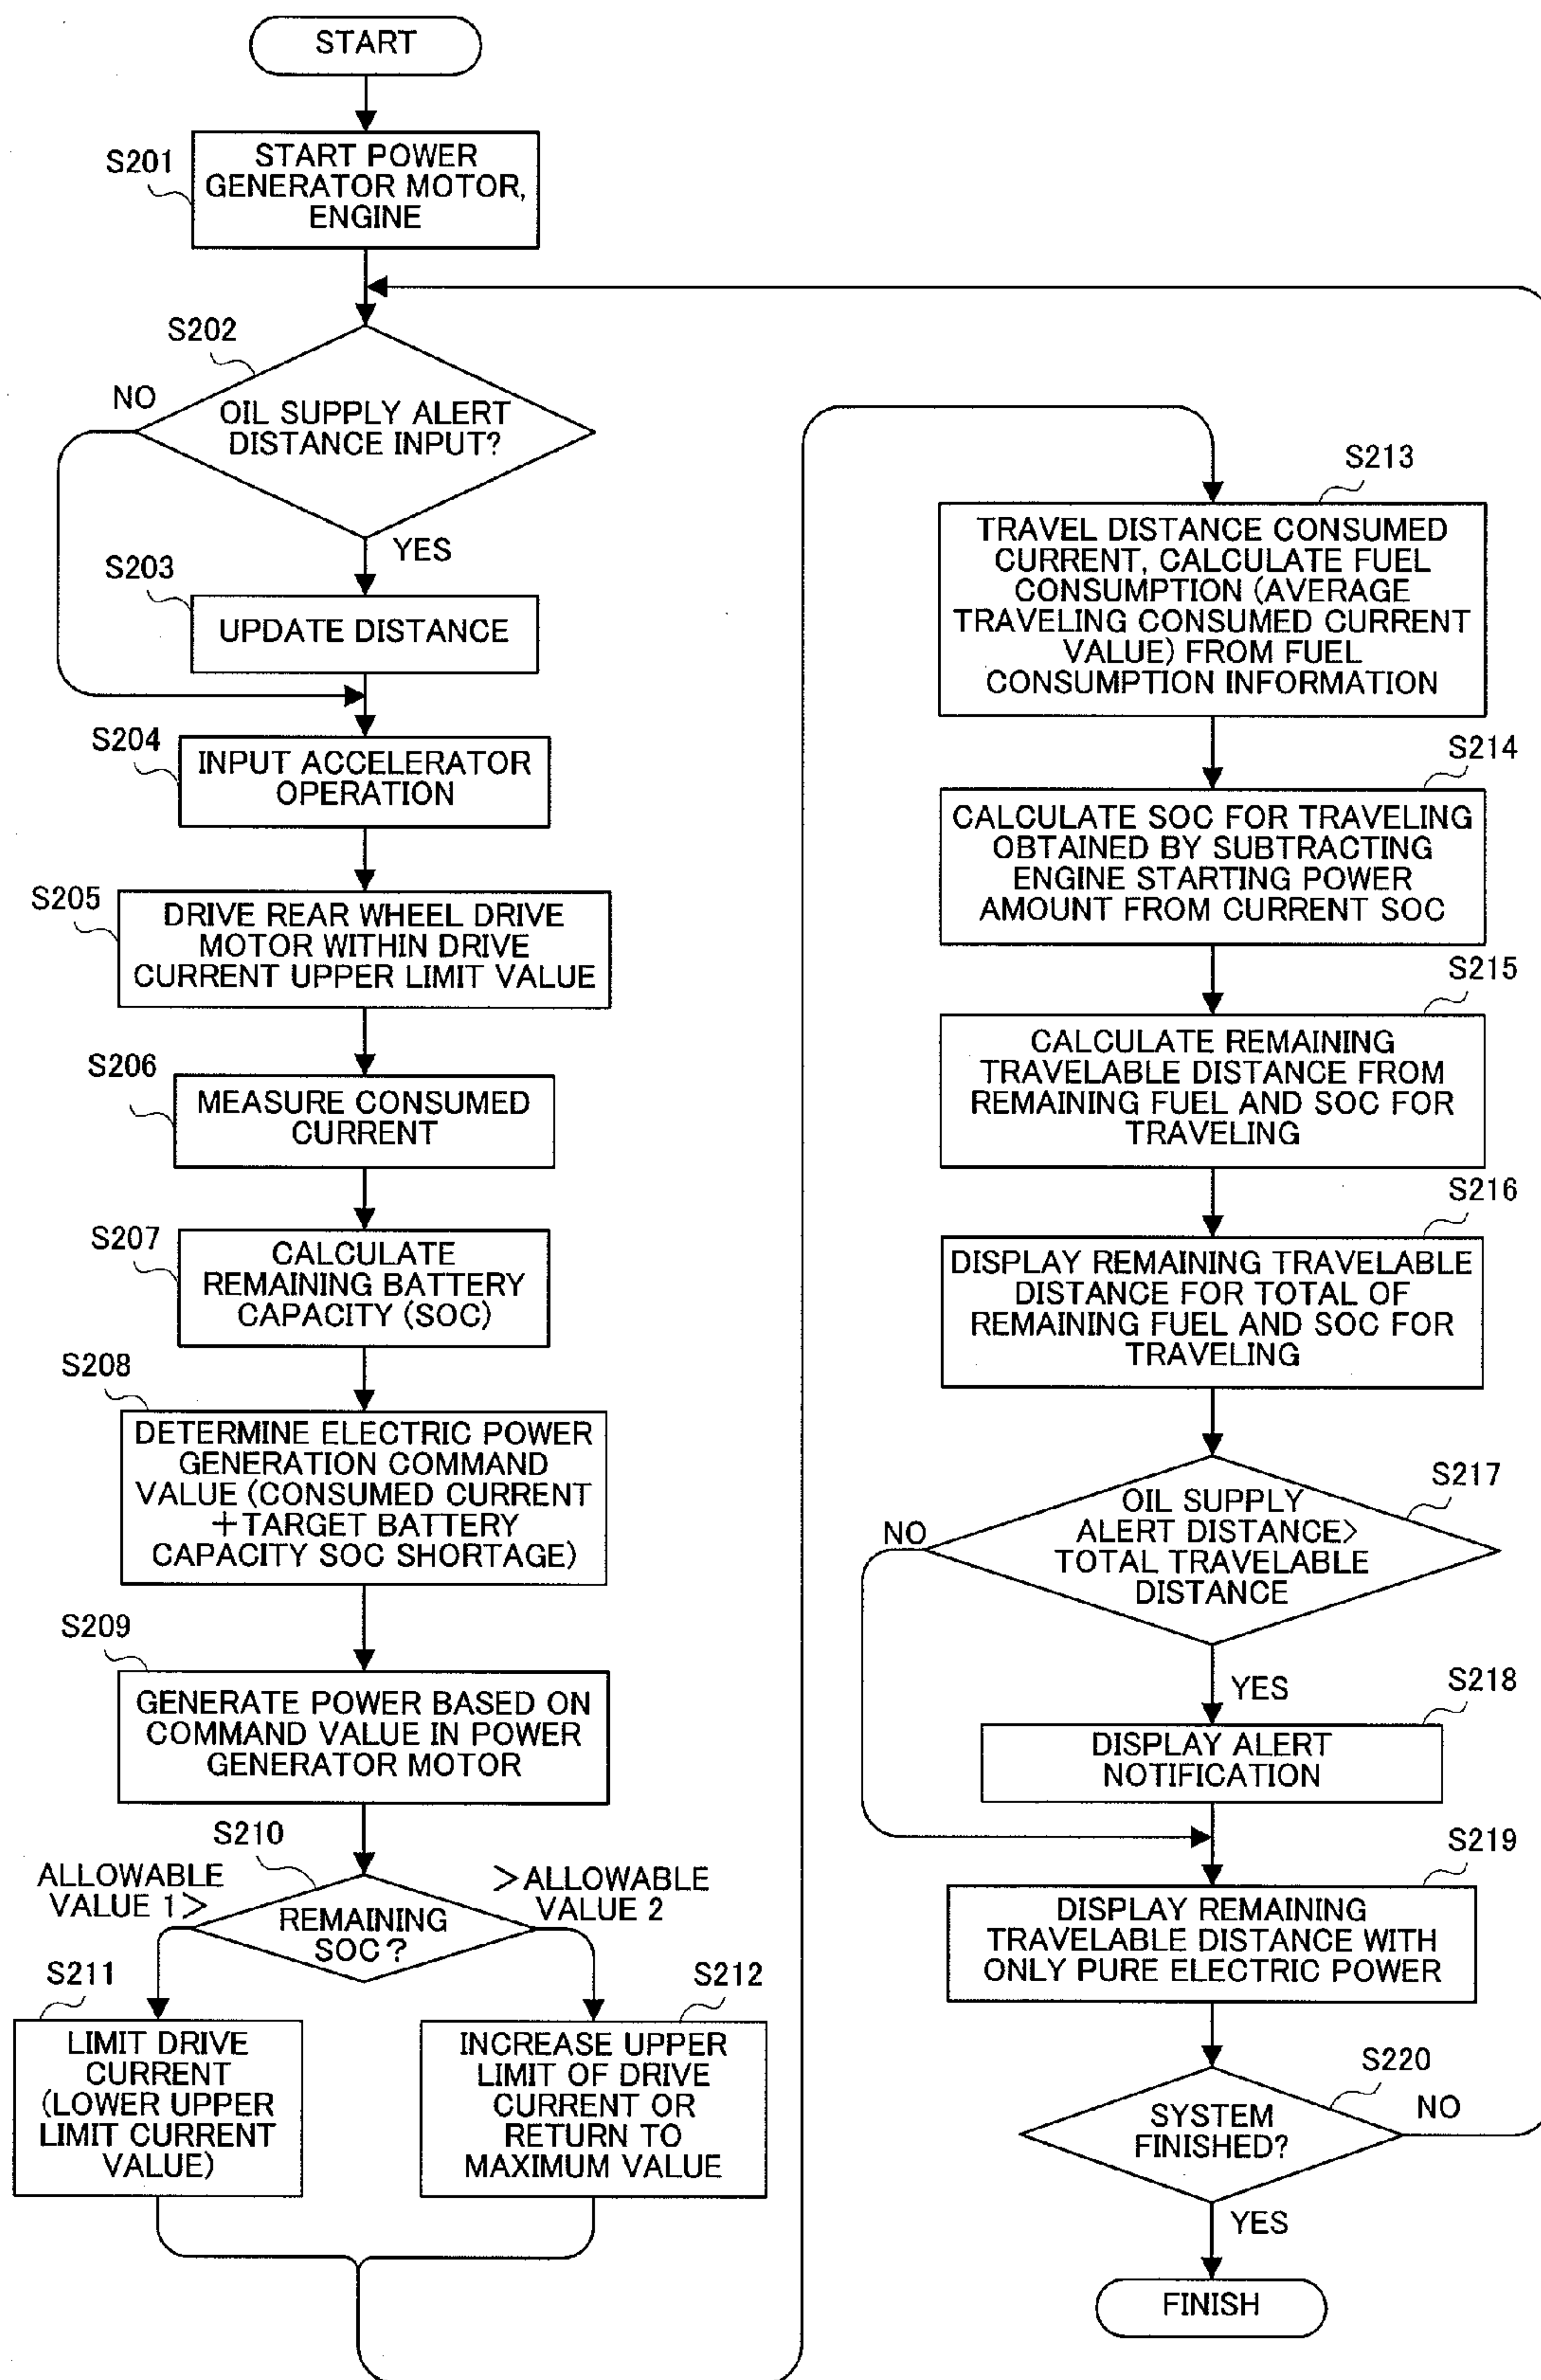 START
S201
START POWER
GENERATOR MOTOR,
ENGINE
S202
NO
OIL SUPPLY ALERT
DISTANCE INPUT?
YES
S203
UPDATE DISTANCE
S204
INPUT ACCELERATOR
OPERATION
S205
DRIVE REAR WHEEL DRIVE
MOTOR WITHIN DRIVE
CURRENT UPPER LIMIT VALUE
S206
MEASURE CONSUMED
CURRENT
S207
CALCULATE
REMAINING BATTERY
CAPACITY (SOC)
S208
DETERMINE ELECTRIC POWER
GENERATION COMMAND
VALUE (CONSUMED CURRENT
+TARGET BATTERY
CAPACITY SOC SHORTAGE)
S209
GENERATE POWER BASED ON
COMMAND VALUE IN POWER
GENERATOR MOTOR
S210
ALLOWABLE
VALUE 1>
>ALLOWABLE
VALUE 2
REMAINING
SOC?
S211
LIMIT DRIVE
CURRENT
(LOWER UPPER
LIMIT CURRENT
VALUE)
S212
INCREASE UPPER
LIMIT OF DRIVE
CURRENT OR
RETURN TO
MAXIMUM VALUE
S213
TRAVEL DISTANCE CONSUMED
CURRENT, CALCULATE FUEL
CONSUMPTION (AVERAGE
TRAVELING CONSUMED CURRENT
VALUE) FROM FUEL
CONSUMPTION INFORMATION
S214
CALCULATE SOC FOR TRAVELING
OBTAINED BY SUBTRACTING
ENGINE STARTING POWER
AMOUNT FROM CURRENT SOC
S215
CALCULATE REMAINING
TRAVELABLE DISTANCE FROM
REMAINING FUEL AND SOC FOR
TRAVELING
S216
DISPLAY REMAINING TRAVELABLE
DISTANCE FOR TOTAL OF
REMAINING FUEL AND SOC FOR
TRAVELING
S217
NO
OIL SUPPLY
ALERT DISTANCE>
TOTAL TRAVELABLE
DISTANCE
YES
S218
DISPLAY ALERT
NOTIFICATION
S219
DISPLAY REMAINING
TRAVELABLE DISTANCE WITH
ONLY PURE ELECTRIC POWER
S220
SYSTEM
FINISHED?
NO
YES
FINISH